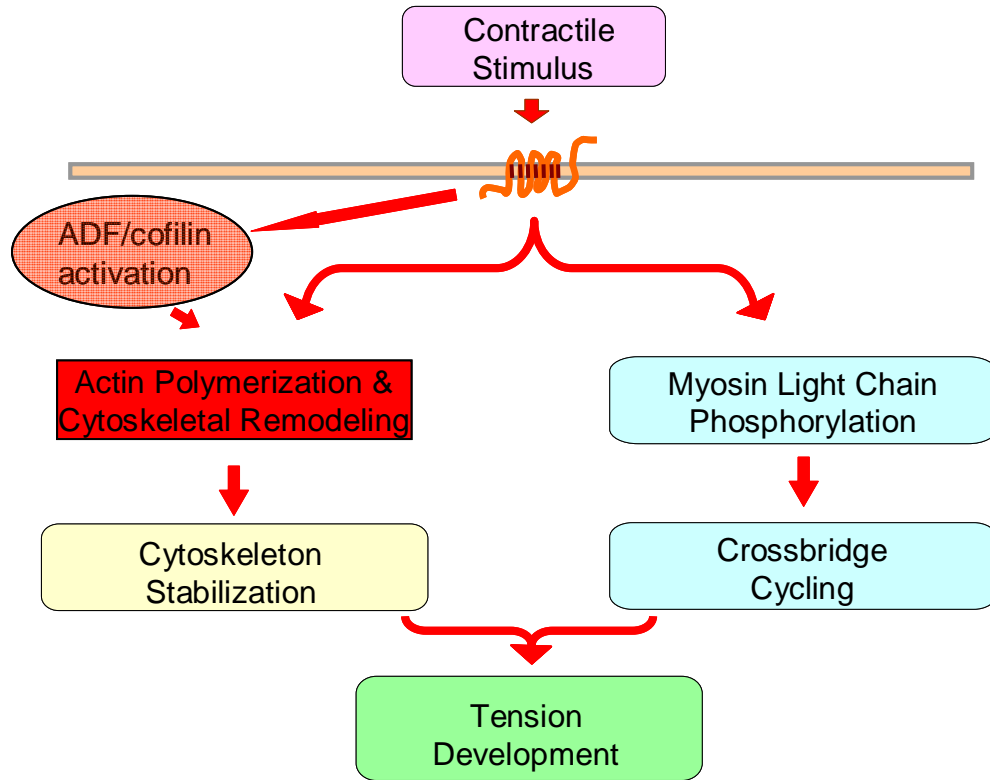 Contractile
Stimulus
ADF/cofilin
activation
Actin Polymerization &
Cytoskeletal Remodeling
Myosin Light Chain
Phosphorylation
Cytoskeleton
Stabilization
Crossbridge
Cycling
Tension
Development